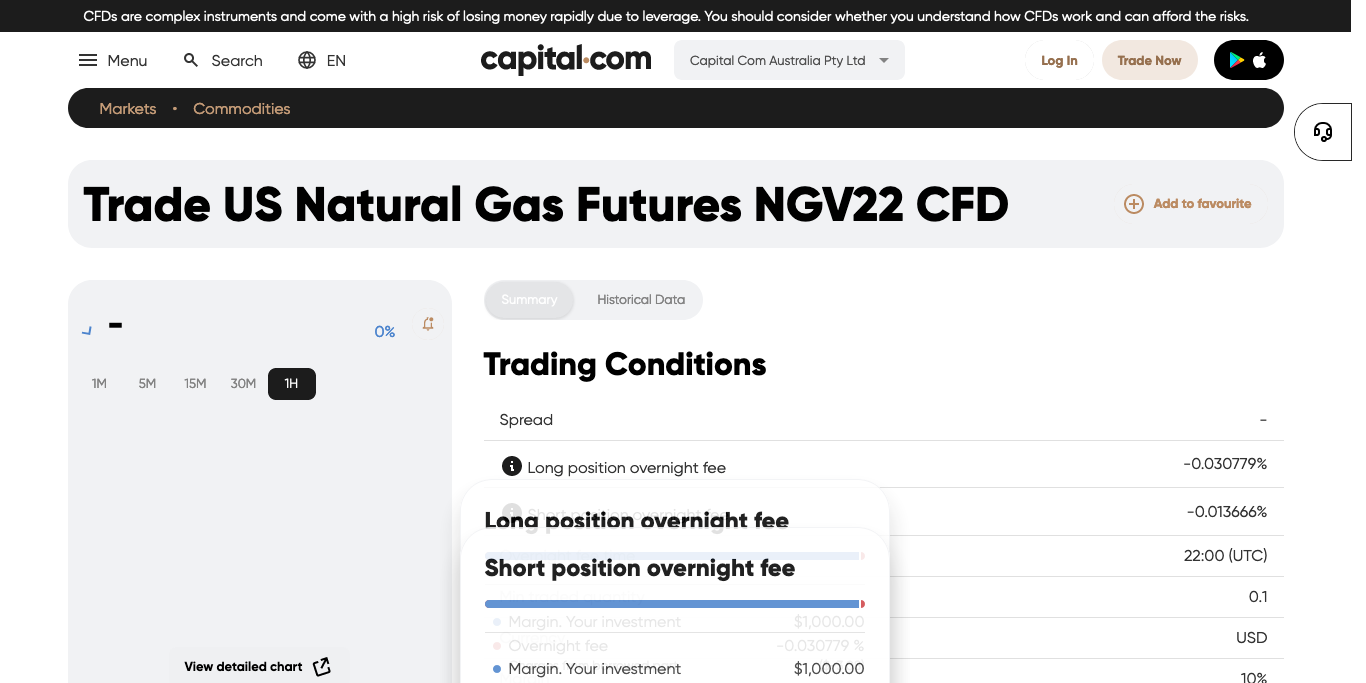 CFDs are complex instruments and come with a high risk of losing money rapidly due to leverage. You should consider whether you understand how CFDs work and can afford the risks.
Menu Search EN capital.com Capital Com Australia Pty Ltd Log In Trade Now
Markets • Commodities
Trade US Natural Gas Futures NGV22 CFD Add to favourite
- 0%
1M 5M 15M 30M 1H
View detailed chart
Summary Historical Data
Trading Conditions
Spread -
Long position overnight fee -0.030779%
Short position overnight fee -0.013666%
22:00 (UTC)
0.1
USD
10%
Long position overnight fee
Margin. Your investment $1,000.00
Overnight fee -0.030779 %
Short position overnight fee
Margin. Your investment $1,000.00